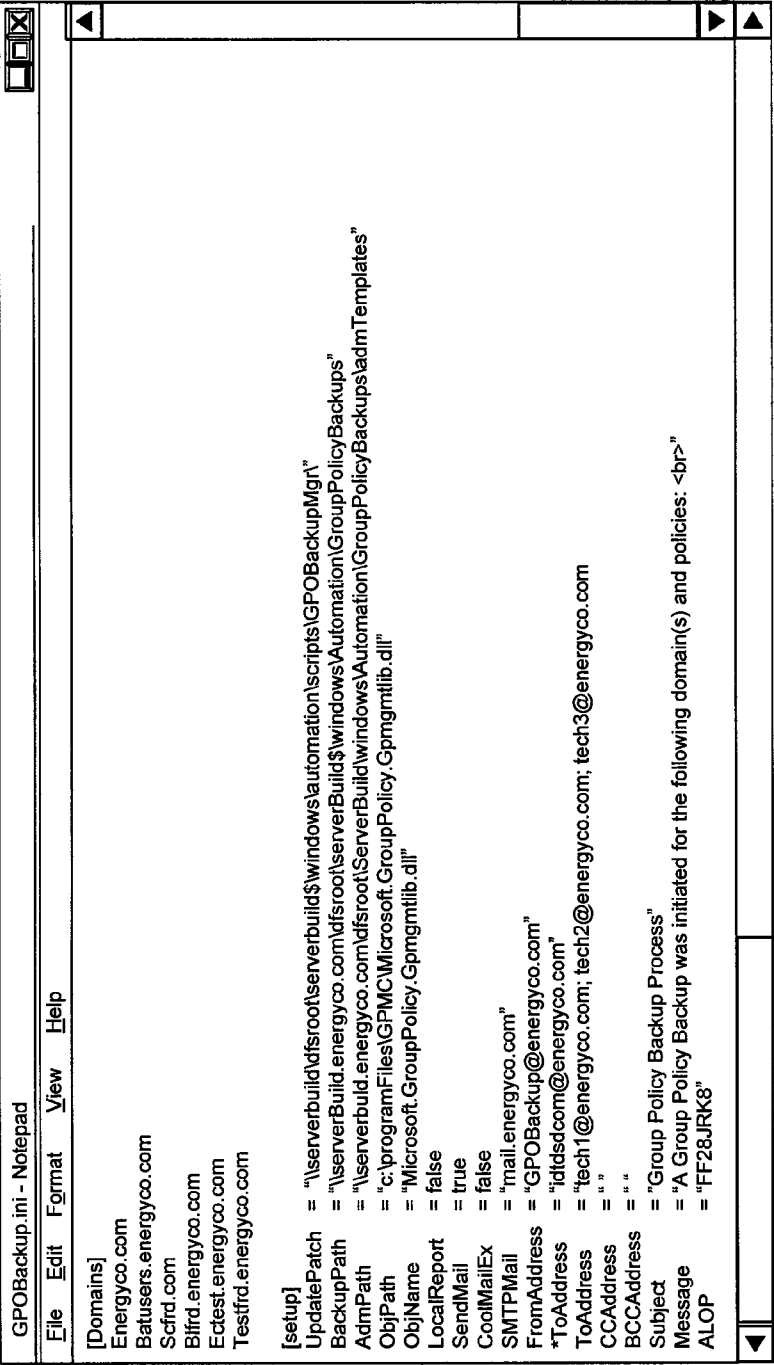 GPOBackup.ini - Notepad
File Edit Format View Help
[Domains]
Energyco.com
Batusers.energyco.com
Scfrd.com
Blfrd.energyco.com
Ectest.energyco.com
Testfrd.energyco.com
[setup]
UpdatePatch = "\\serverbuild\dfsroot\serverbuild$\windows\automation\scripts\GPOBackupMgr\"
BackupPath = "\\serverBuild.energyco.com\dfsroot\serverBuild$\windows\Automation\GroupPolicyBackups"
AdmPath = "\\serverbuld.energyco.com\dfsroot\ServerBuild\windows\Automation\GroupPolicyBackups\admTemplates"
ObjPath = "c:\programFiles\GPMC\Microsoft.GroupPolicy.Gpmgmtlib.dll"
ObjName = "Microsoft.GroupPolicy.Gpmgmtlib.dll"
LocalReport = false
SendMail = true
CoolMailEx = false
SMTPMail = "mail.energyco.com"
FromAddress = "GPOBackup@energyco.com"
*ToAddress = "idtdsdcom@energyco.com"
ToAddress = "tech1@energyco.com; tech2@energyco.com; tech3@energyco.com
CCAddress = " "
BCCAddress = " "
Subject = "Group Policy Backup Process"
Message = "A Group Policy Backup was initiated for the following domain(s) and policies: <br>"
ALOP = "FF28JRK8"